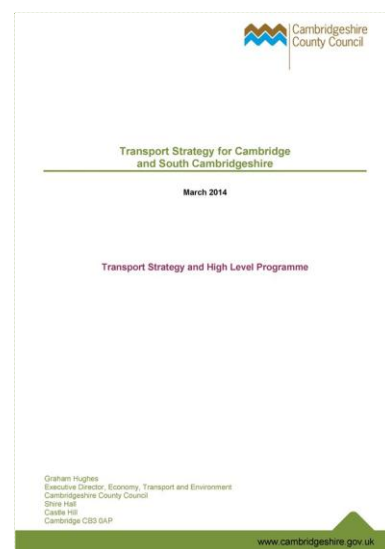 Cambridgeshire
County Council
Transport Strategy for Cambridge
and South Cambridgeshire
March 2014
Transport Strategy and High Level Programme
Graham Hughes
Executive Director, Economy, Transport and Environment
Cambridgeshire County Council
Shire Hall
Castle Hill
Cambridge CB3 0AP
www.cambridgeshire.gov.uk